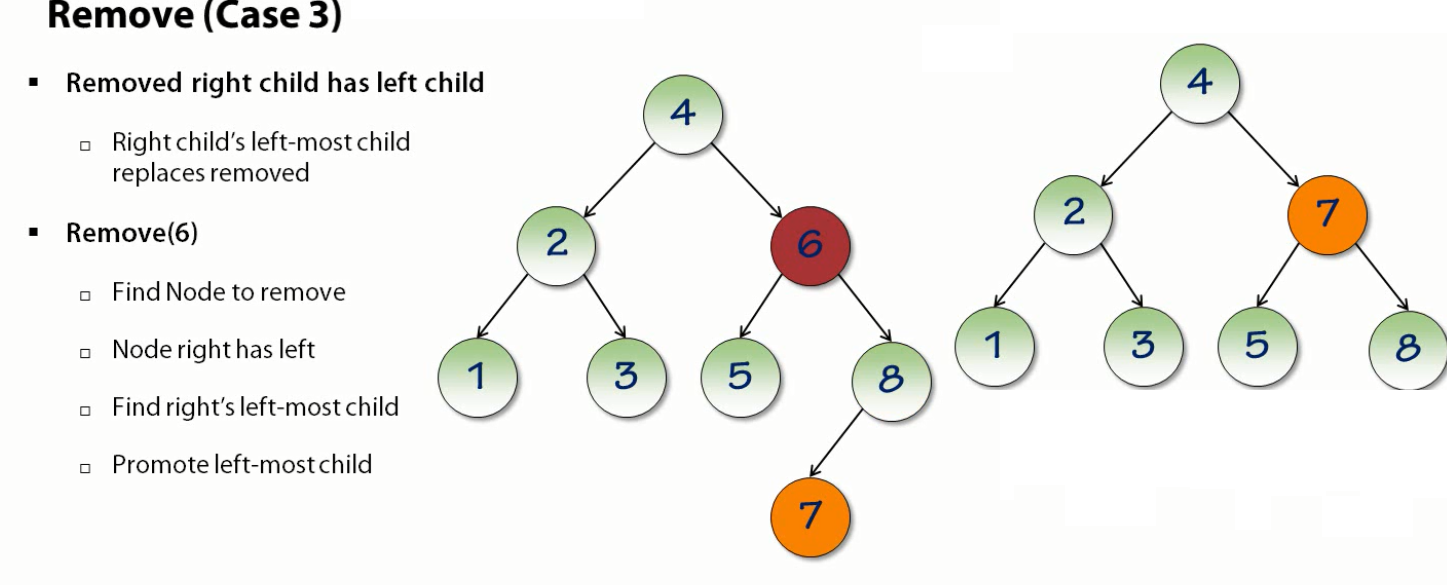 Remove (Case 3)
▪ Removed right child has left child
▫ Right child's left-most child
replaces removed
▪ Remove(6)
▫ Find Node to remove
▫ Node right has left
▫ Find right's left-most child
▫ Promote left-most child
4
2 6
1 3 5 8
7
4
2 7
1 3 5 8